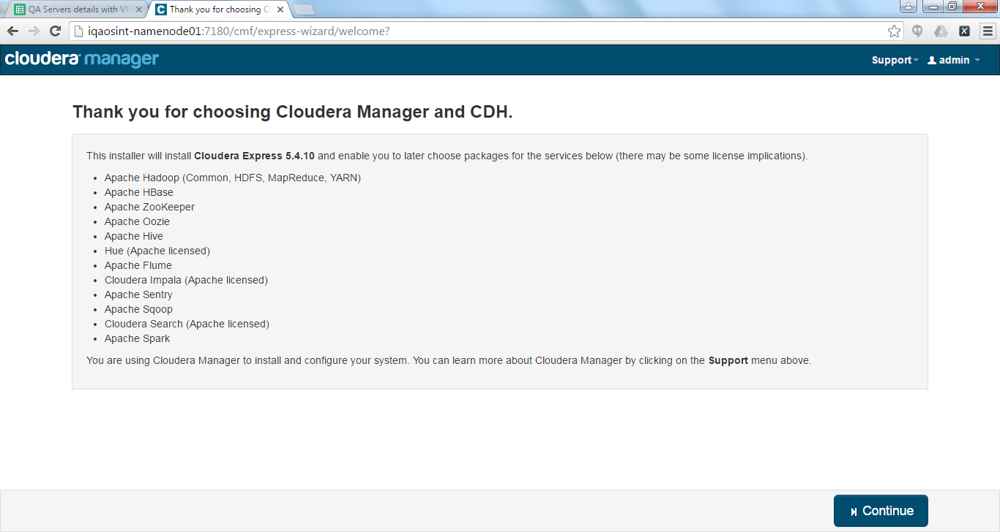 QA Servers details with VM
Thank you for choosing Cl
iqaosint-namenode01:7180/cmf/express-wizard/welcome?
cloudera manager
Support
admin
Thank you for choosing Cloudera Manager and CDH.
This installer will install Cloudera Express 5.4.10 and enable you to later choose packages for the services below (there may be some license implications).
• Apache Hadoop (Common, HDFS, MapReduce, YARN)
• Apache HBase
• Apache ZooKeeper
• Apache Oozie
• Apache Hive
• Hue (Apache licensed)
• Apache Flume
• Cloudera Impala (Apache licensed)
• Apache Sentry
• Apache Sqoop
• Cloudera Search (Apache licensed)
• Apache Spark
You are using Cloudera Manager to install and configure your system. You can learn more about Cloudera Manager by clicking on the Support menu above.
Continue